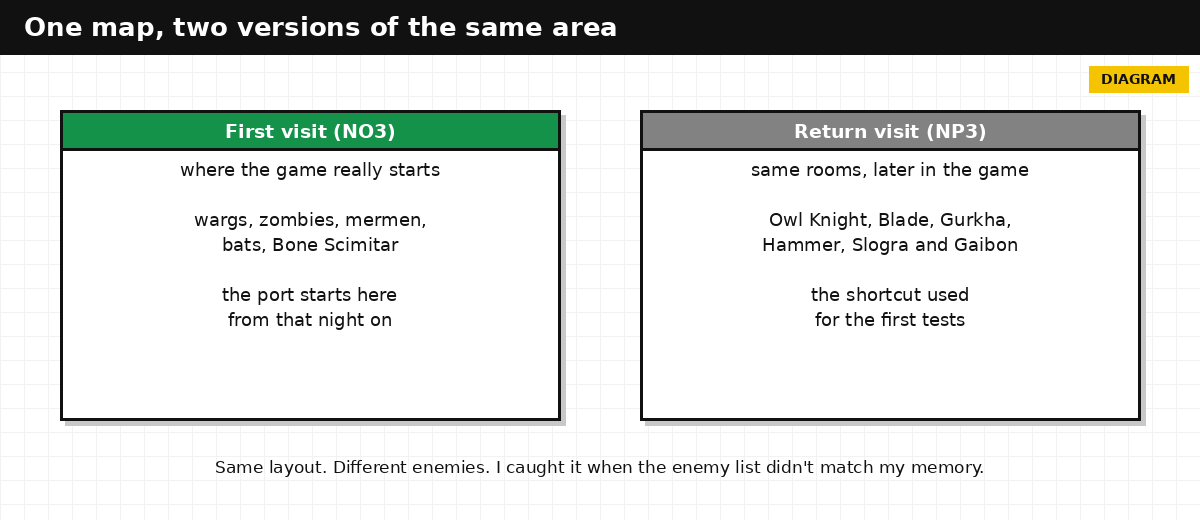 One map, two versions of the same area
DIAGRAM
First visit (NO3)
where the game really starts
wargs, zombies, mermen,
bats, Bone Scimitar
the port starts here
from that night on
Return visit (NP3)
same rooms, later in the game
Owl Knight, Blade, Gurkha,
Hammer, Slogra and Gaibon
the shortcut used
for the first tests
Same layout. Different enemies. I caught it when the enemy list didn't match my memory.